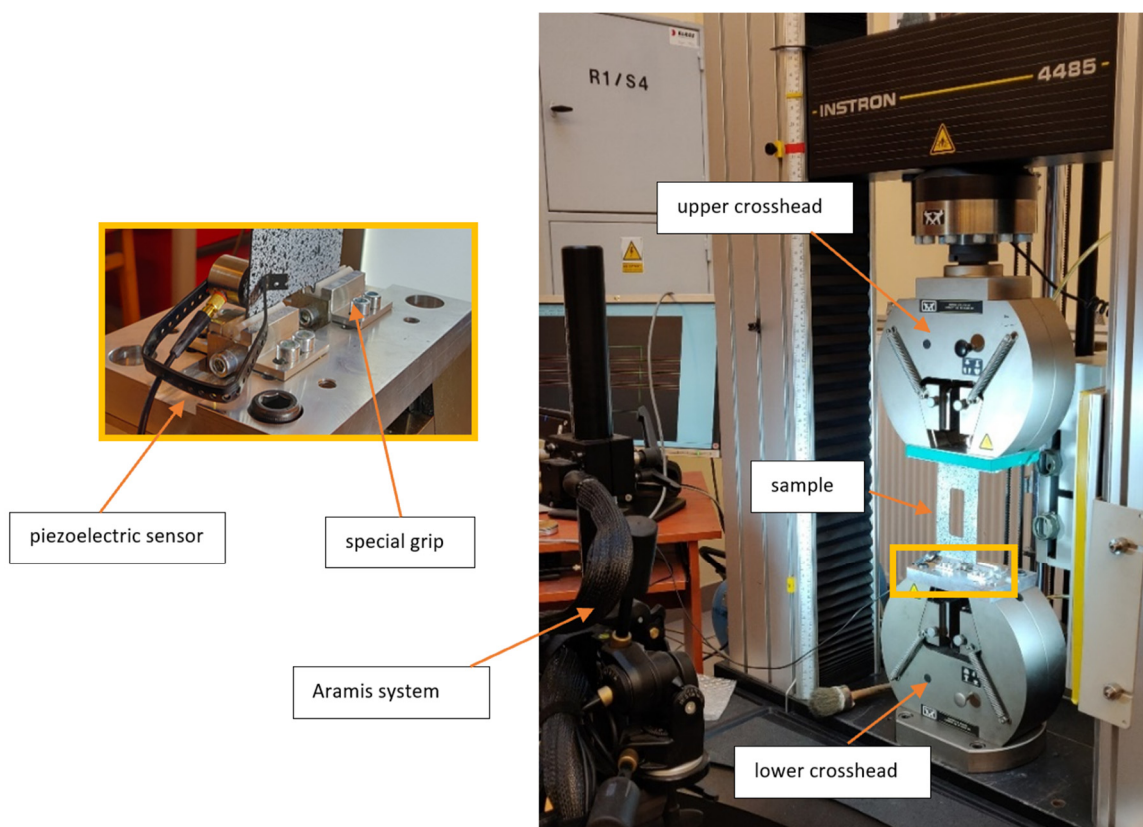 R1/S4
INSTRON
4485
upper crosshead
sample
piezoelectric sensor
special grip
Aramis system
lower crosshead